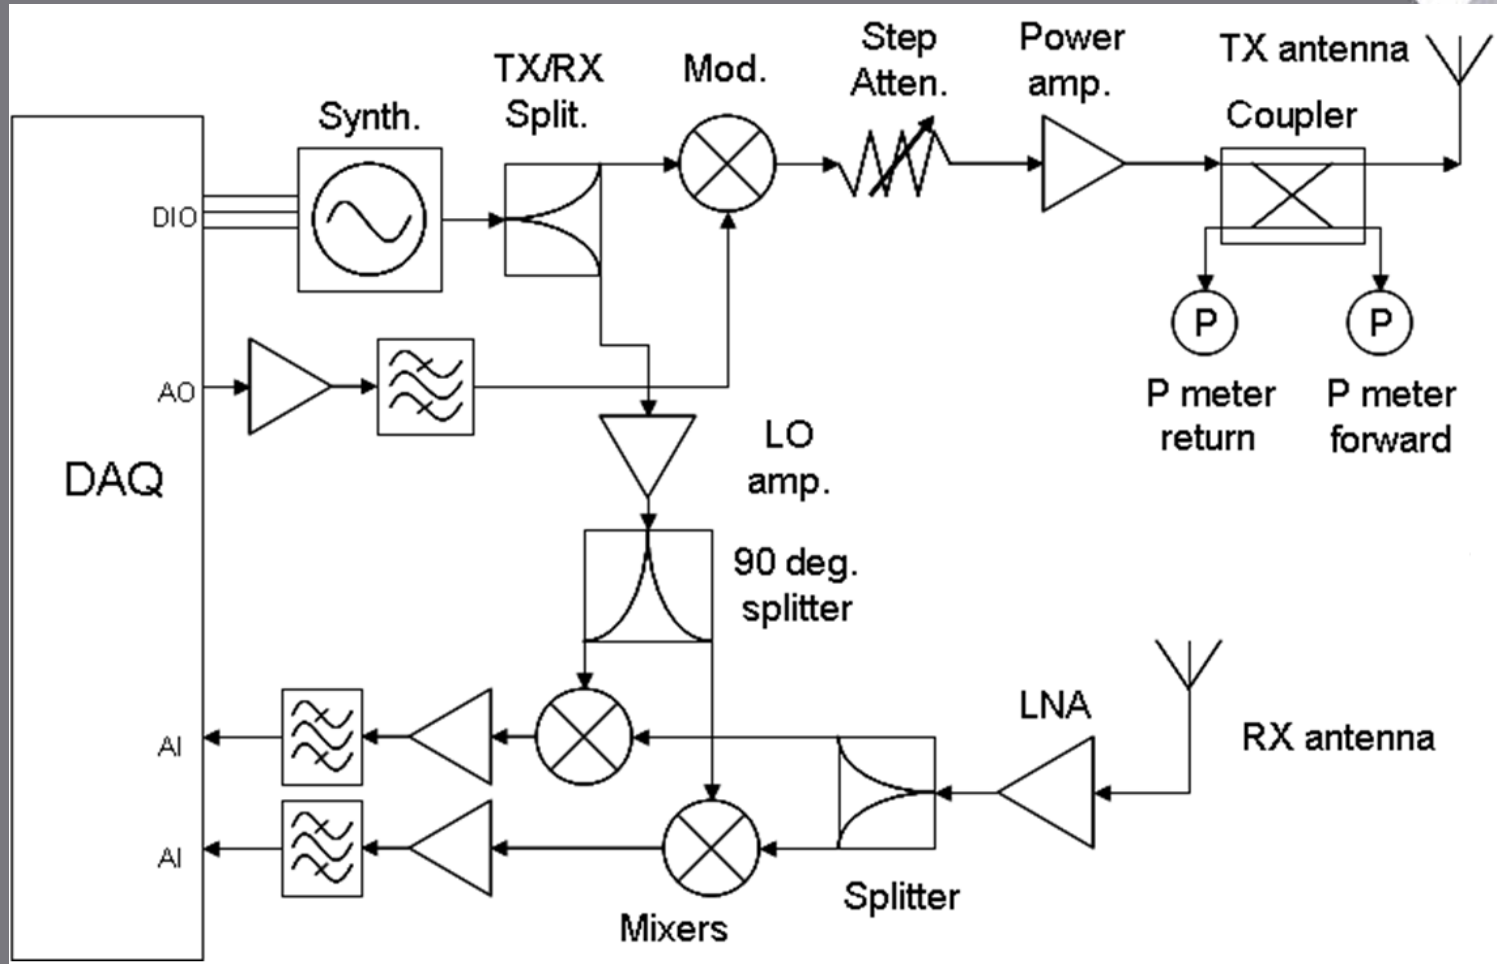 Synth.
TX/RX
Split.
Mod.
Step
Atten.
Power
amp.
TX antenna
Coupler
DIO
P
P
P meter
return
P meter
forward
AO
DAQ
LO
amp.
90 deg.
splitter
LNA
RX antenna
AI
AI
Splitter
Mixers